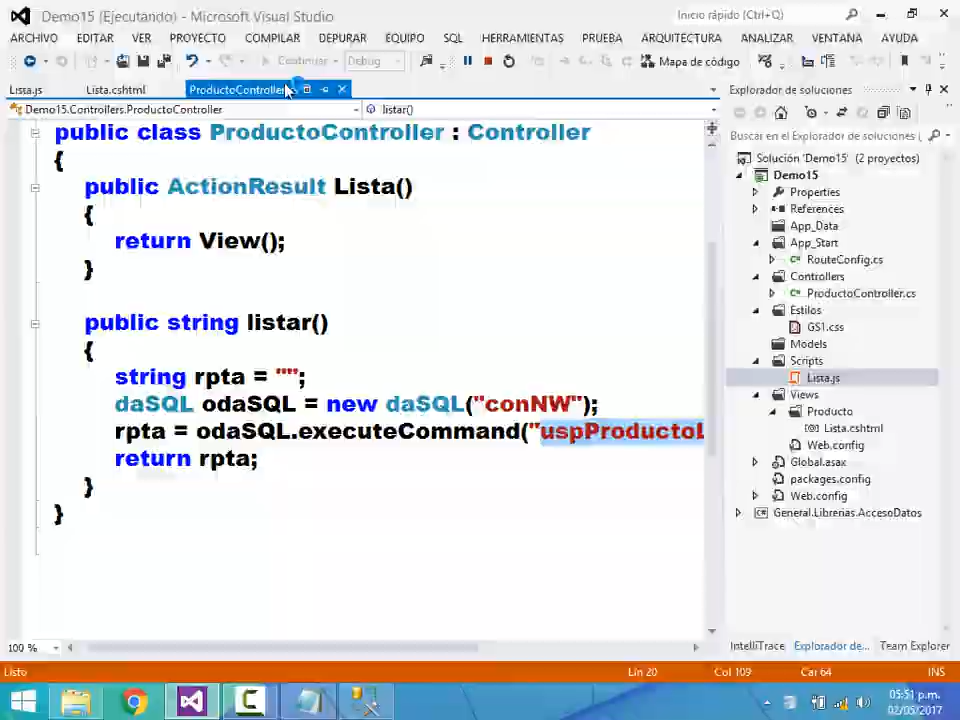 Demo15 (Ejecutando) - Microsoft Visual Studio
Inicio rápido (Ctrl+Q)
ARCHIVO EDITAR VER PROYECTO COMPILAR DEPURAR EQUIPO SQL HERRAMIENTAS PRUEBA ARQUITECTURA ANALIZAR VENTANA AYUDA
Continuar Debug Mapa de código
Lista.js Lista.cshtml ProductoController
Explorador de soluciones
Demo15.Controllers.ProductoController listar()
Buscar en el Explorador de soluciones (
public class ProductoController : Controller
{
public ActionResult Lista()
{
return View();
}
public string listar()
{
string rpta = "";
daSQL odaSQL = new daSQL("conNW");
rpta = odaSQL.executeCommand("uspProductoL
return rpta;
}
}
Solución 'Demo15' (2 proyectos)
Demo15
Properties
References
App_Data
App_Start
RouteConfig.cs
Controllers
ProductoController.cs
Estilos
GS1.css
Models
Scripts
Lista.js
Views
Producto
Lista.cshtml
Web.config
Global.asax
packages.config
Web.config
General.Librerias.AccesoDatos
100 %
IntelliTrace Explorador de... Team Explorer
Listo Lin 20 Col 109 Car 64 INS
05:51 p.m.
02/05/2017